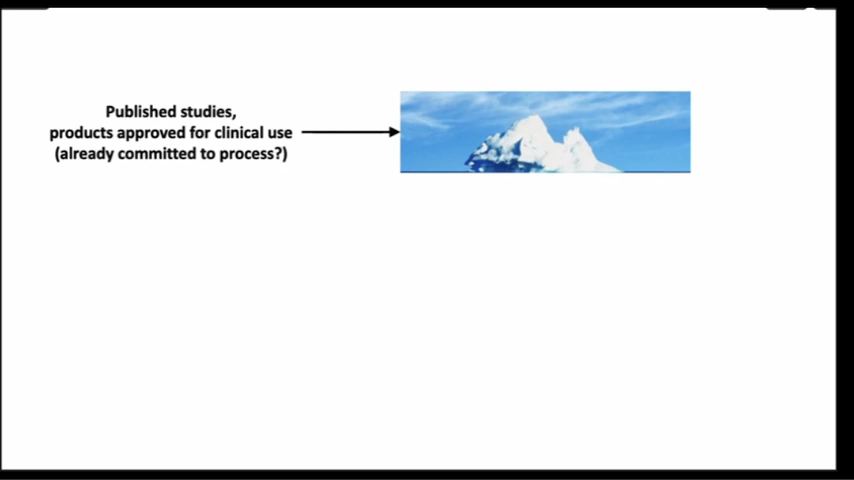 Published studies,
products approved for clinical use
(already committed to process?)